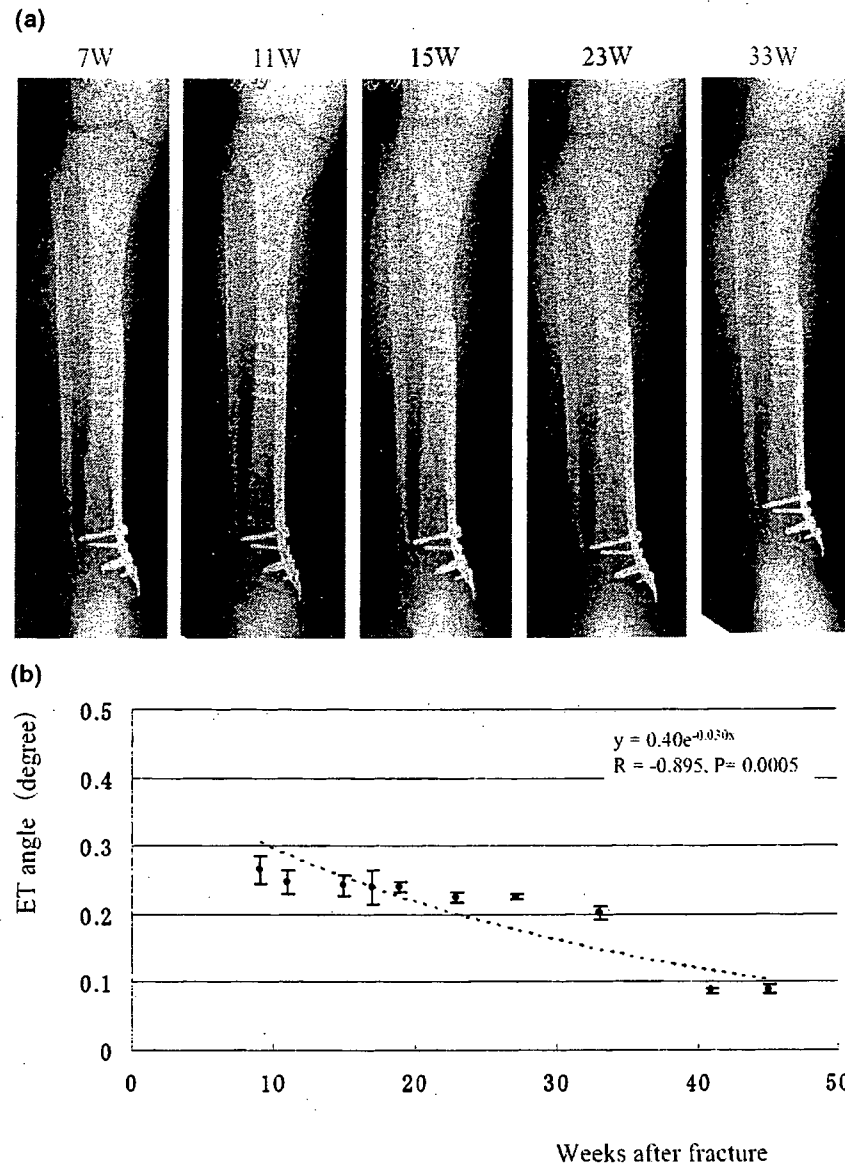 (a)
7W 11W 15W 23W 33W
(b)
ET angle (degree)
0.5
0.4
0.3
0.2
0.1
0
y = 0.40e^-0.030x
R = -0.895, P= 0.0005
0 10 20 30 40 50
Weeks after fracture